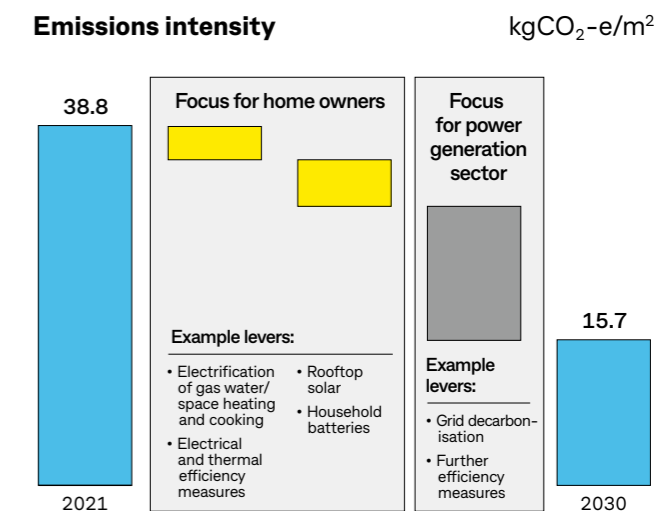 Emissions intensity
kgCO₂-e/m²
38.8
Focus for home owners
Example levers:
• Electrification
of gas water/
space heating
and cooking
• Electrical
and thermal
efficiency
measures
• Rooftop
solar
• Household
batteries
Focus
for power
generation
sector
Example
levers:
• Grid decarbon-
isation
• Further
efficiency
measures
15.7
2021
2030